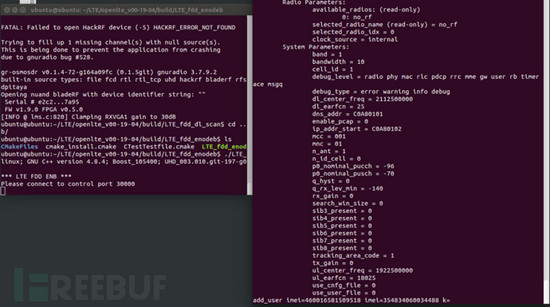 ubuntu@ubuntu: ~/LTE/openlte_v00-19-04/build/LTE_fdd_enodeb
FATAL: Failed to open HackRF device (-5) HACKRF_ERROR_NOT_FOUND
Trying to fill up 1 missing channel(s) with null source(s).
This is being done to prevent the application from crashing
due to gnuradio bug #528.
gr-osmosdr v0.1.4-72-g164a09fc (0.1.5git) gnuradio 3.7.9.2
built-in source types: file fcd rtl rtl_tcp uhd hackrf bladerf rfs
pditaya
Opening nuand bladeRF with device identifier string: ""
Serial # e2c2...7a95
FW v1.9.0 FPGA v0.5.0
[INFO @ lms.c:820] Clamping RXVGA1 gain to 30dB
ubuntu@ubuntu:~/LTE/openlte_v00-19-04/build/LTE_fdd_dl_scan$ cd ..
b/
ubuntu@ubuntu:~/LTE/openlte_v00-19-04/build/LTE_fdd_enodeb$ ls
CMakeFiles cmake_install.cmake CTestTestfile.cmake LTE_fdd_enod
ubuntu@ubuntu:~/LTE/openlte_v00-19-04/build/LTE_fdd_enodeb$ ./LT
linux; GNU C++ version 4.8.4; Boost_105400; UHD_003.010.git-197-g0
*** LTE FDD ENB ***
Please connect to control port 30000
REEBUF
Radio Parameters:
available_radios: (read-only)
0: no_rf
selected_radio_name (read-only) = no_rf
selected_radio_idx = 0
clock_source = internal
System Parameters:
band = 1
bandwidth = 10
cell_id = 1
debug_level = radio phy mac rlc pdcp rrc mme gw user rb timer
ace msgq
debug_type = error warning info debug
dl_center_freq = 2112500000
dl_earfcn = 25
dns_addr = C0A80101
enable_pcap = 0
ip_addr_start = C0A80102
mcc = 001
mnc = 01
n_ant = 1
n_id_cell = 0
p0_nominal_pucch = -96
p0_nominal_pusch = -70
q_hyst = 0
q_rx_lev_min = -140
rx_gain = 0
search_win_size = 0
sib3_present = 0
sib4_present = 0
sib5_present = 0
sib6_present = 0
sib7_present = 0
sib8_present = 0
tracking_area_code = 1
tx_gain = 0
ul_center_freq = 1922500000
ul_earfcn = 18025
use_cnfg_file = 0
use_user_file = 0
add_user imsi=460016581509518 imei=354834060034488 k=